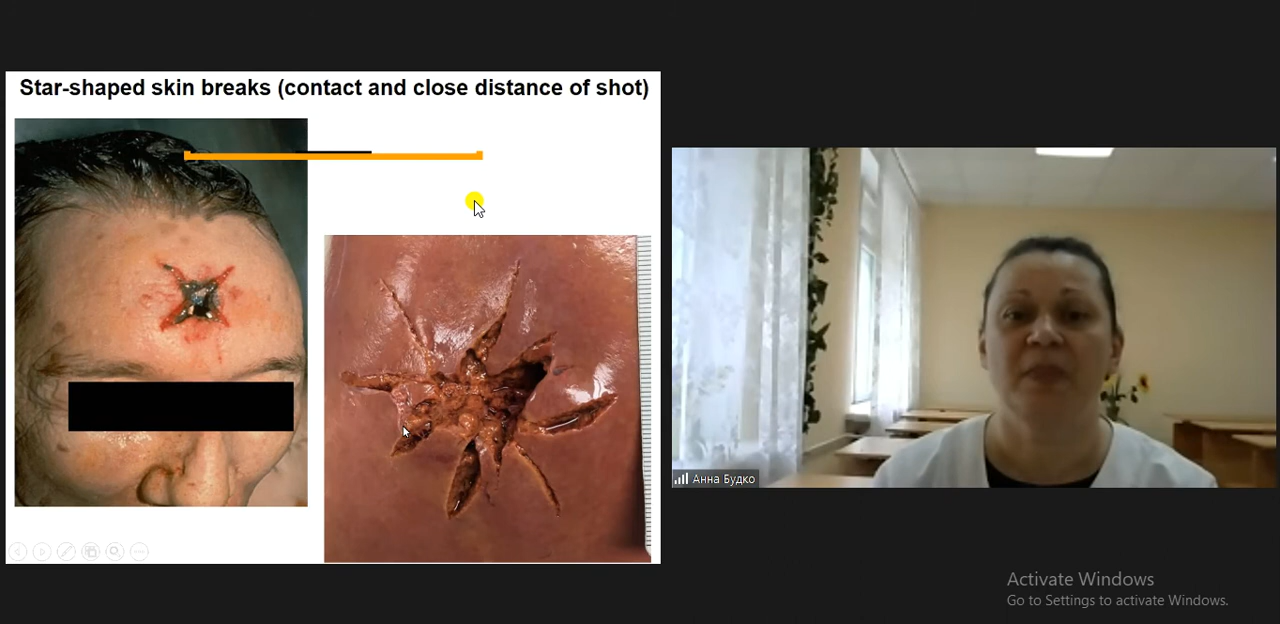 Star-shaped skin breaks (contact and close distance of shot)
Анна Будко
Activate Windows
Go to Settings to activate Windows.